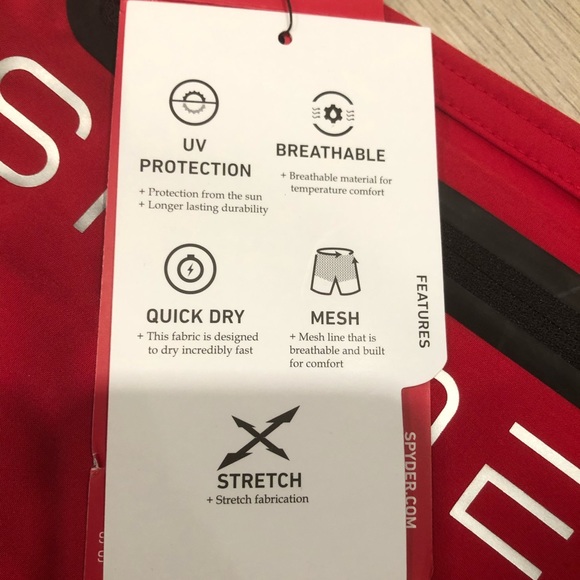 UV
PROTECTION
+ Protection from the sun
+ Longer lasting durability
BREATHABLE
+ Breathable material for
temperature comfort
QUICK DRY
+ This fabric is designed
to dry incredibly fast
MESH
+ Mesh line that is
breathable and built
for comfort
FEATURES
STRETCH
+ Stretch fabrication
SPYDER.COM
S